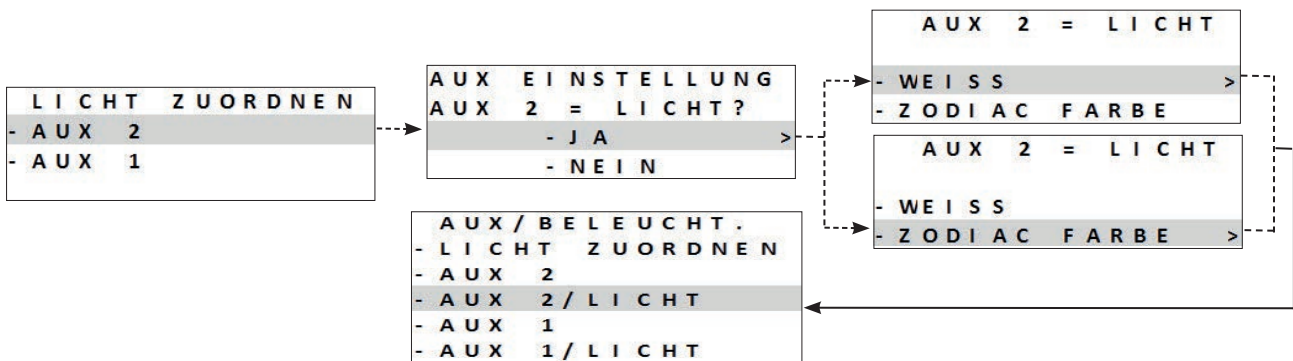 LICHT ZUORDNEN
- AUX 2
- AUX 1
AUX EINSTELLUNG
AUX 2 = LICHT?
- JA >
- NEIN
AUX 2 = LICHT
- WEISS >
- ZODIAC FARBE
AUX 2 = LICHT
- WEISS
- ZODIAC FARBE >
AUX/BELEUCHT.
- LICHT ZUORDNEN
- AUX 2
- AUX 2/LICHT
- AUX 1
- AUX 1/LICHT